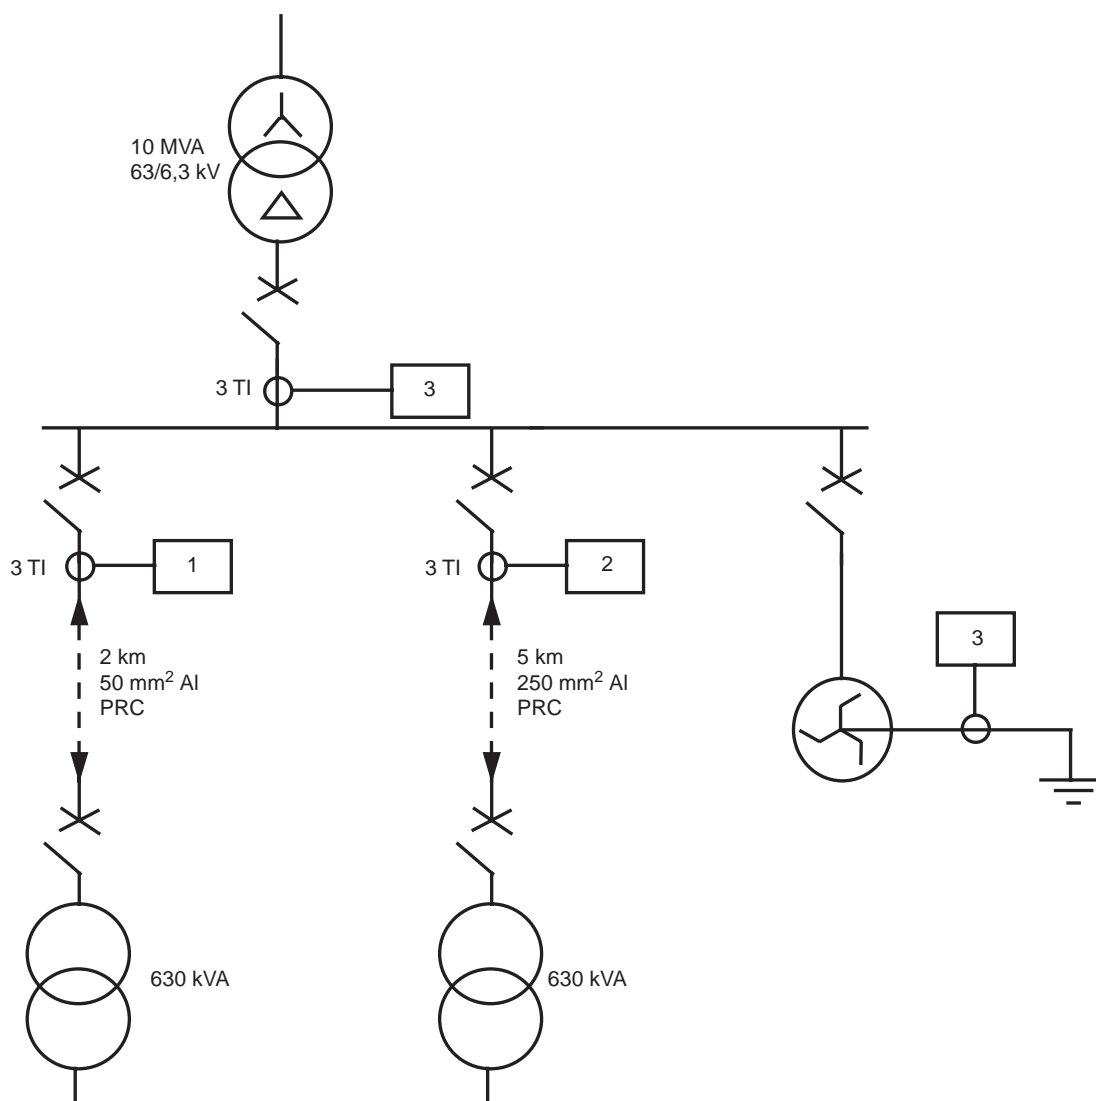 10 MVA
63/6,3 kV
3 TI
3
3 TI
1
3 TI
2
2 km
50 mm² Al
PRC
5 km
250 mm² Al
PRC
3
630 kVA
630 kVA